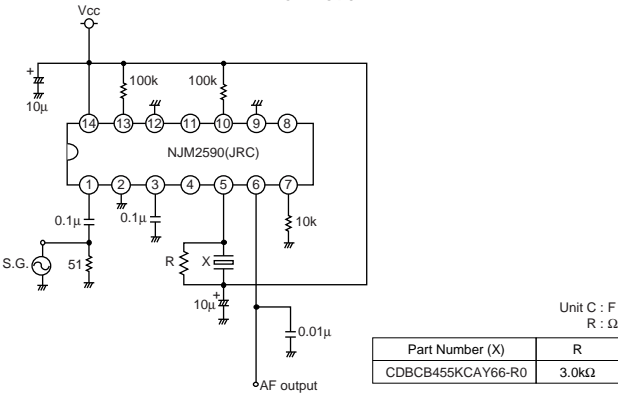 Vcc
+
10μ
100k
100k
14
13
12
11
10
9
8
NJM2590(JRC)
1
2
3
4
5
6
7
0.1μ
0.1μ
10k
S.G.
51
R
X
+
10μ
0.01μ
AF output
Unit C : F
R : Ω
Part Number (X) R
CDBCB455KCAY66-R0 3.0kΩ